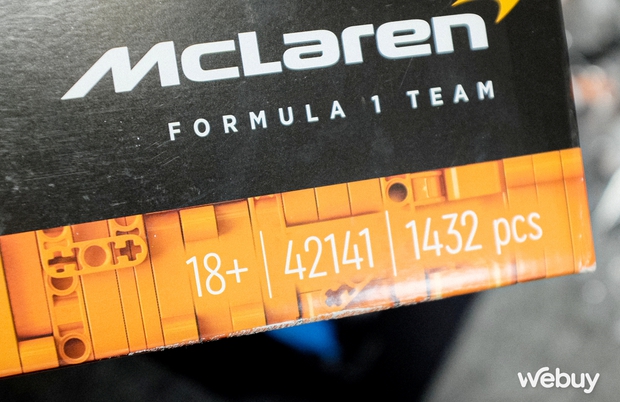 McLaren
FORMULA 1 TEAM
18+ | 42141 | 1432 pcs
webuy